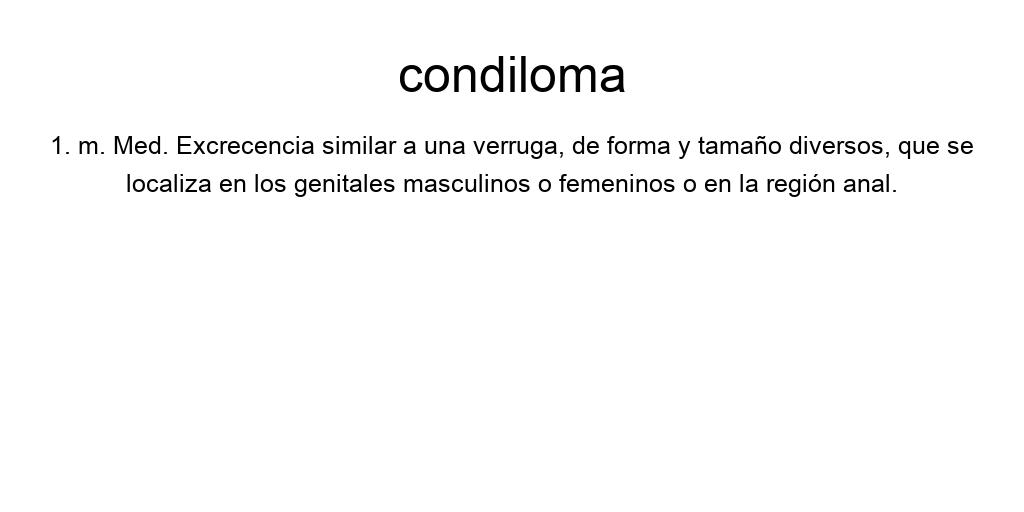 condiloma
1. m. Med. Excrecencia similar a una verruga, de forma y tamaño diversos, que se
localiza en los genitales masculinos o femeninos o en la región anal.